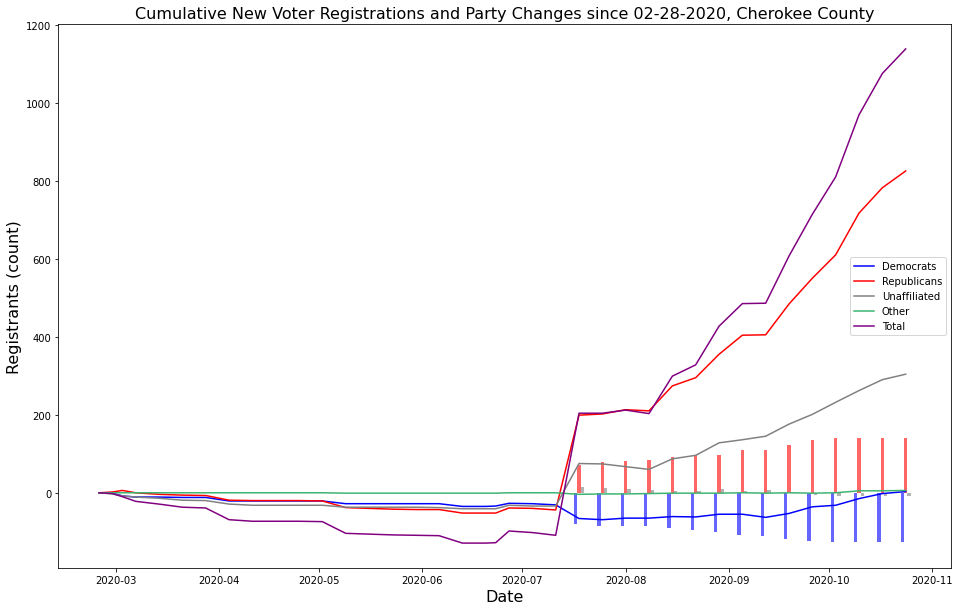 Cumulative New Voter Registrations and Party Changes since 02-28-2020, Cherokee County
1200
1000
800
600
400
200
0
Registrants (count)
Democrats
Republicans
Unaffiliated
Other
Total
2020-03
2020-04
2020-05
2020-06
2020-07
2020-08
2020-09
2020-10
2020-11
Date